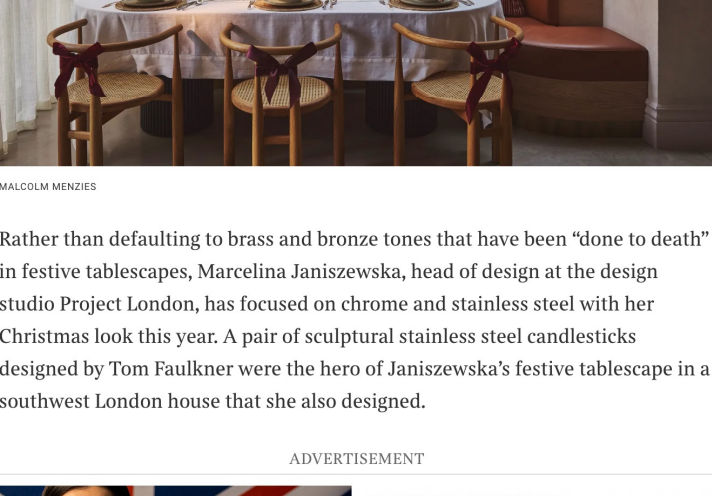 MALCOLM MENZIES
Rather than defaulting to brass and bronze tones that have been “done to death”
in festive tablescapes, Marcelina Janiszewska, head of design at the design
studio Project London, has focused on chrome and stainless steel with her
Christmas look this year. A pair of sculptural stainless steel candlesticks
designed by Tom Faulkner were the hero of Janiszewska’s festive tablescape in a
southwest London house that she also designed.
ADVERTISEMENT